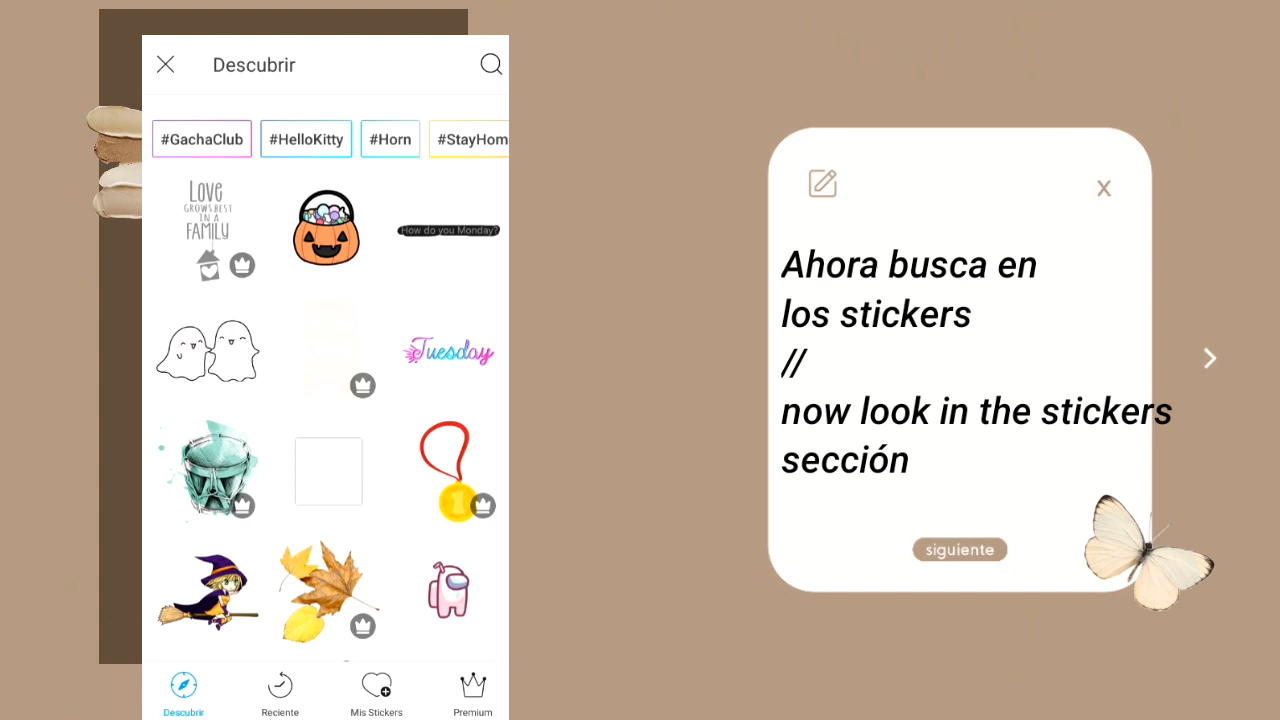 Descubrir
#GachaClub
#HelloKitty
#Horn
#StayHom
Love
GROWS BEST
IN A
FAMILY
How do you Monday?
Tuesday
1
Descubrir
Reciente
Mis Stickers
Premium
x
Ahora busca en
los stickers
//
now look in the stickers
sección
siguiente